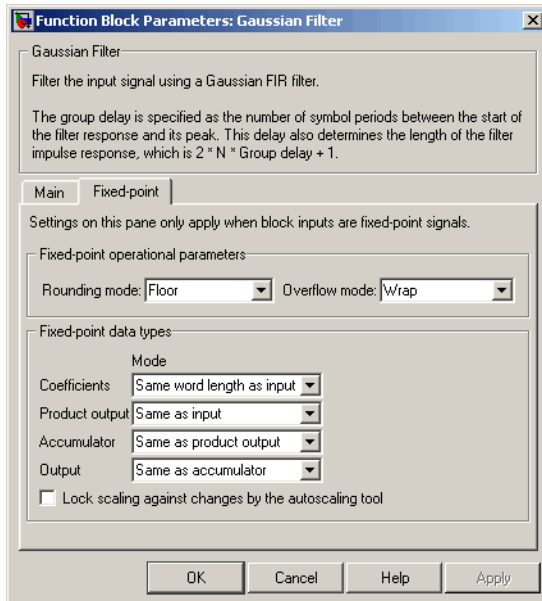 Function Block Parameters: Gaussian Filter
Gaussian Filter
Filter the input signal using a Gaussian FIR filter.
The group delay is specified as the number of symbol periods between the start of
the filter response and its peak. This delay also determines the length of the filter
impulse response, which is 2 * N * Group delay + 1.
Main Fixed-point
Settings on this pane only apply when block inputs are fixed-point signals.
Fixed-point operational parameters
Rounding mode: Floor Overflow mode: Wrap
Fixed-point data types
Mode
Coefficients Same word length as input
Product output Same as input
Accumulator Same as product output
Output Same as accumulator
Lock scaling against changes by the autoscaling tool
OK Cancel Help Apply